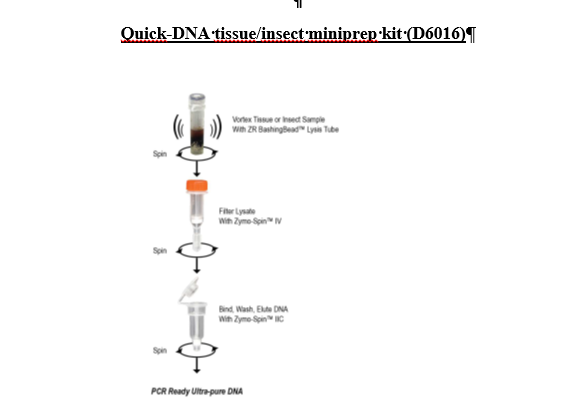 Quick-DNA tissue/insect miniprep kit (D6016)¶
Vortex Tissue or Insect Sample
With ZR BashingBead™ Lysis Tube
Spin
Filter Lysate
With Zymo-Spin™ IV
Spin
Bind, Wash, Elute DNA
With Zymo-Spin™ IIC
Spin
PCR Ready Ultra-pure DNA